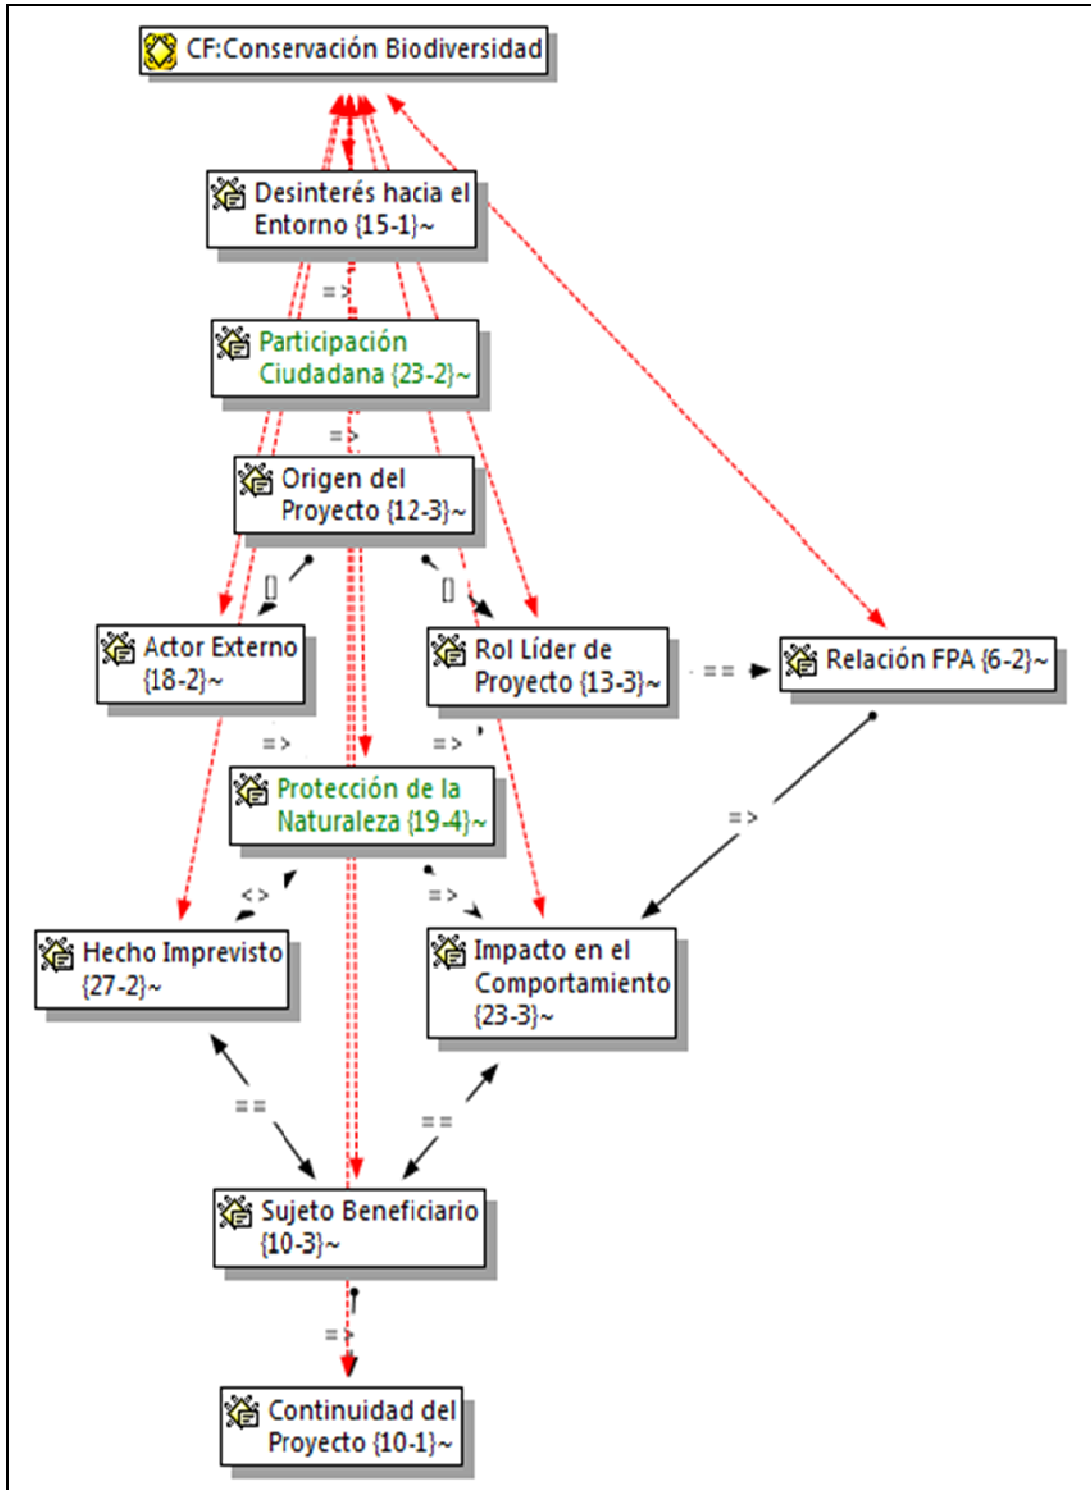 CF:Conservación Biodiversidad
Desinterés hacia el
Entorno {15-1}~
=>
Participación
Ciudadana {23-2}~
=>
Origen del
Proyecto {12-3}~
[]
[]
Actor Externo
{18-2}~
Rol Líder de
Proyecto {13-3}~
==
Relación FPA {6-2}~
=>
=>
Protección de la
Naturaleza {19-4}~
=>
<>
=>
Hecho Imprevisto
{27-2}~
Impacto en el
Comportamiento
{23-3}~
==
==
Sujeto Beneficiario
{10-3}~
=>
Continuidad del
Proyecto {10-1}~